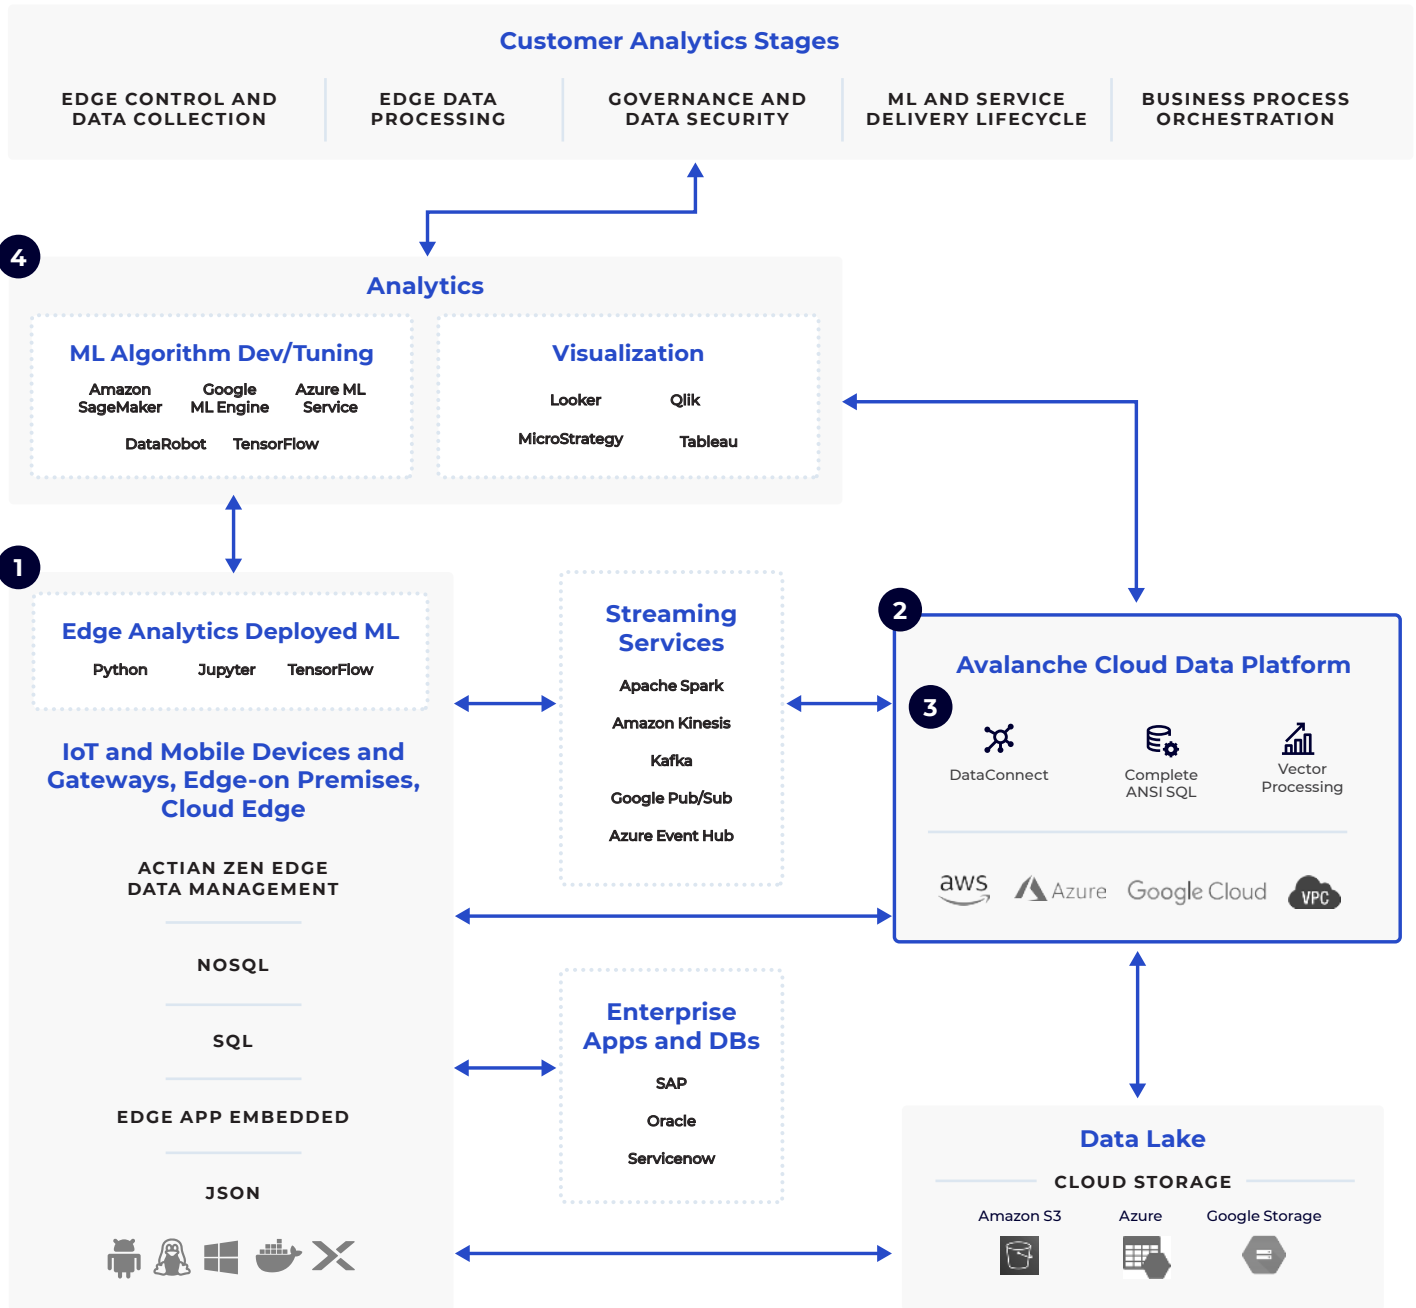 Customer Analytics Stages
EDGE CONTROL AND
DATA COLLECTION
EDGE DATA
PROCESSING
GOVERNANCE AND
DATA SECURITY
ML AND SERVICE
DELIVERY LIFECYCLE
BUSINESS PROCESS
ORCHESTRATION
4
Analytics
ML Algorithm Dev/Tuning
Amazon
SageMaker
Google
ML Engine
Azure ML
Service
DataRobot
TensorFlow
Visualization
Looker
Qlik
MicroStrategy
Tableau
1
Edge Analytics Deployed ML
Python
Jupyter
TensorFlow
IoT and Mobile Devices and
Gateways, Edge-on Premises,
Cloud Edge
ACTIAN ZEN EDGE
DATA MANAGEMENT
NOSQL
SQL
EDGE APP EMBEDDED
JSON
Streaming
Services
Apache Spark
Amazon Kinesis
Kafka
Google Pub/Sub
Azure Event Hub
Enterprise
Apps and DBs
SAP
Oracle
Servicenow
2
Avalanche Cloud Data Platform
3
DataConnect
Complete
ANSI SQL
Vector
Processing
aws
Azure
Google Cloud
VPC
Data Lake
CLOUD STORAGE
Amazon S3
Azure
Google Storage